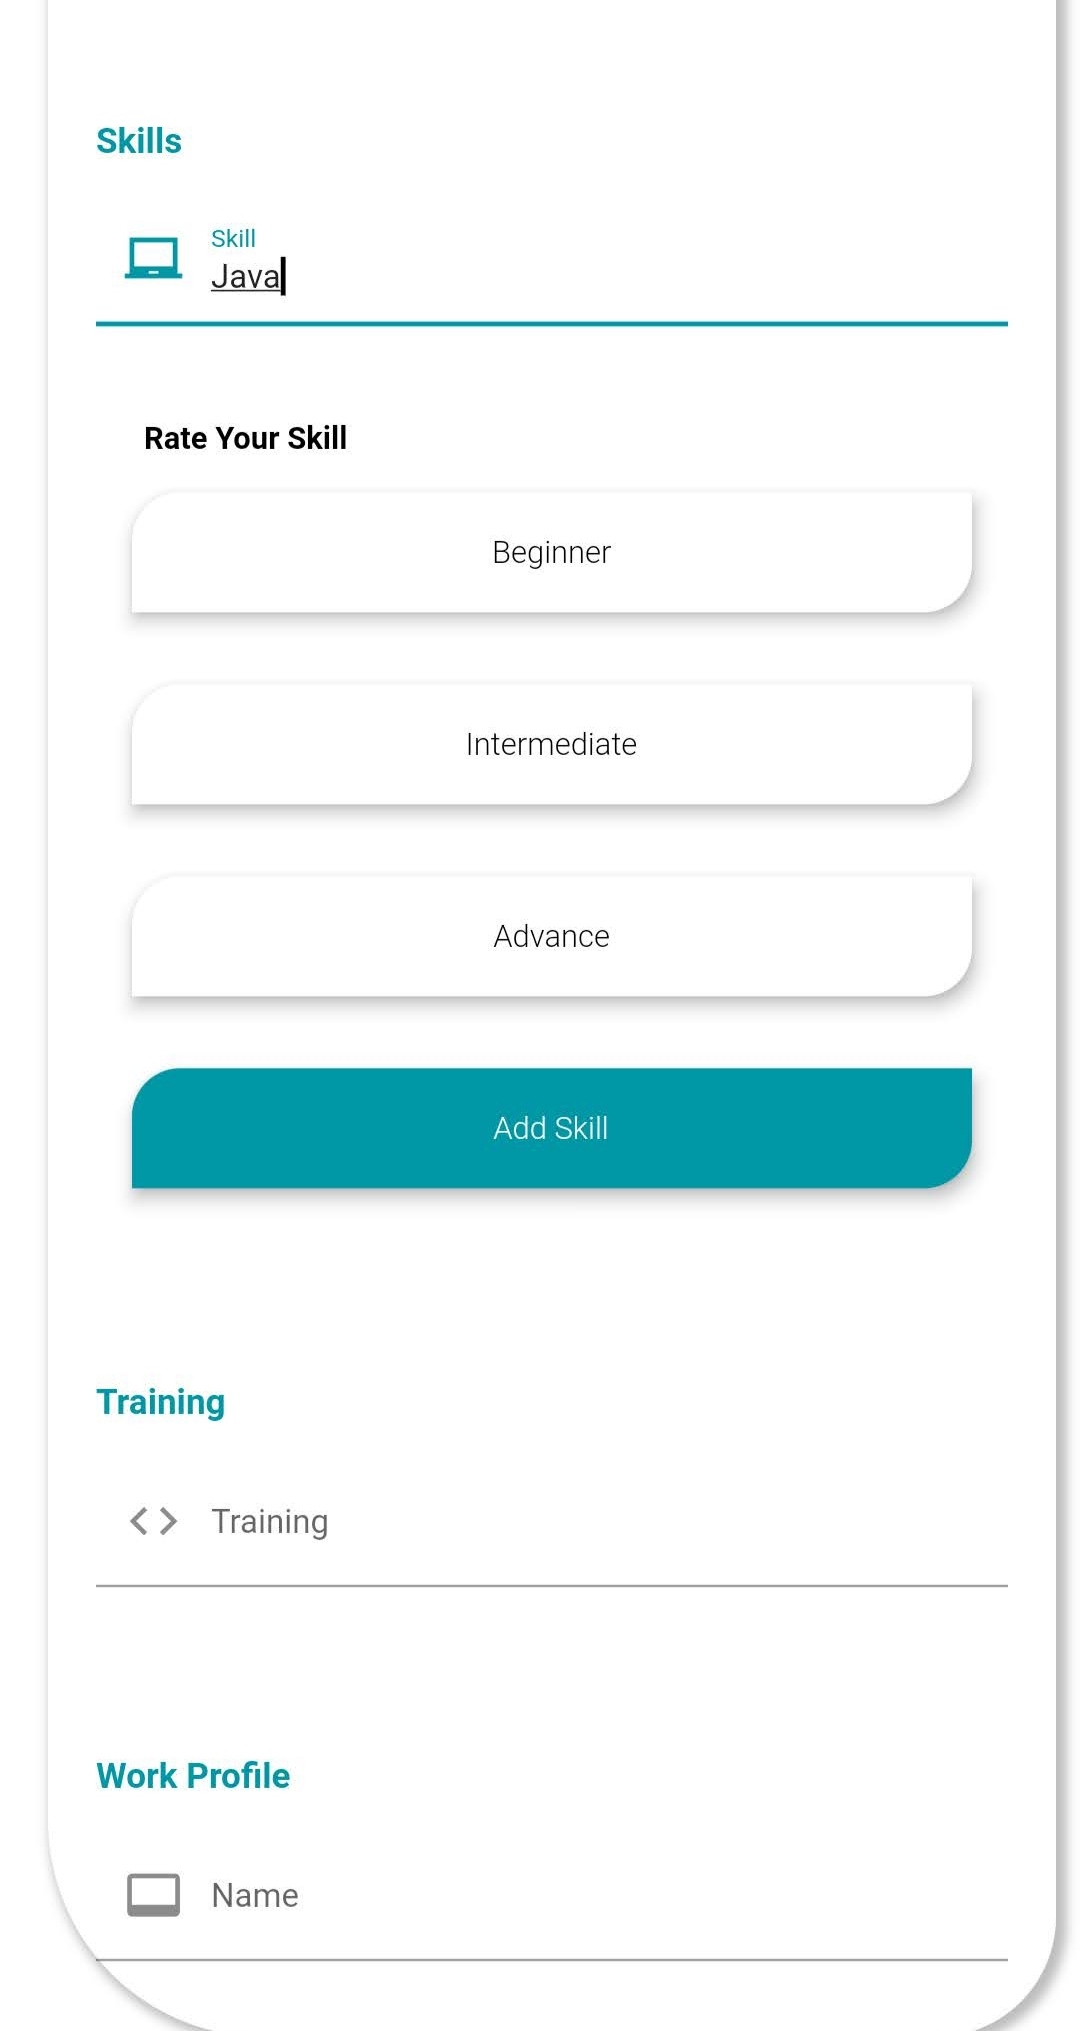 Skills
Skill
Java
Rate Your Skill
Beginner
Intermediate
Advance
Add Skill
Training
Training
Work Profile
Name